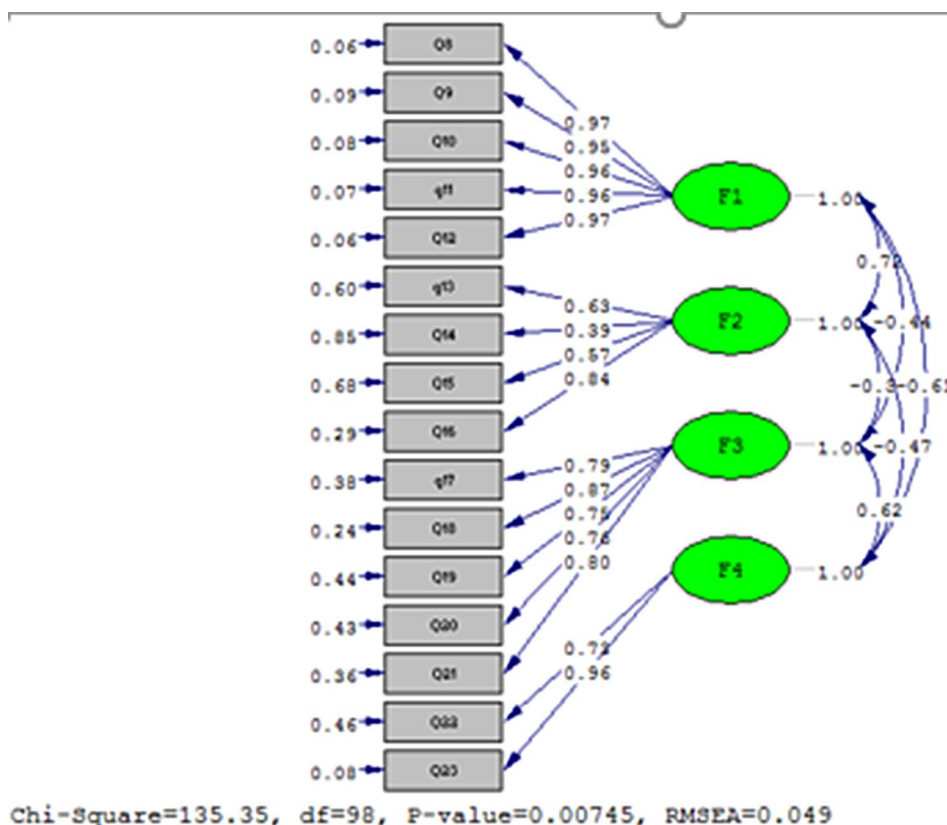 0.06 Q8
0.09 Q9
0.08 Q10
0.07 q11
0.06 Q12
0.60 q13
0.85 Q14
0.68 Q15
0.29 Q16
0.38 q17
0.24 Q18
0.44 Q19
0.43 Q20
0.36 Q21
0.46 Q22
0.08 Q23
0.97
0.95
0.96
0.96
0.97
0.63
0.39
0.57
0.84
0.79
0.87
0.75
0.76
0.80
0.73
0.96
F1 1.00
F2 1.00
F3 1.00
F4 1.00
-0.44
-0.47
0.62
Chi-Square=135.35, df=98, P-value=0.00745, RMSEA=0.049